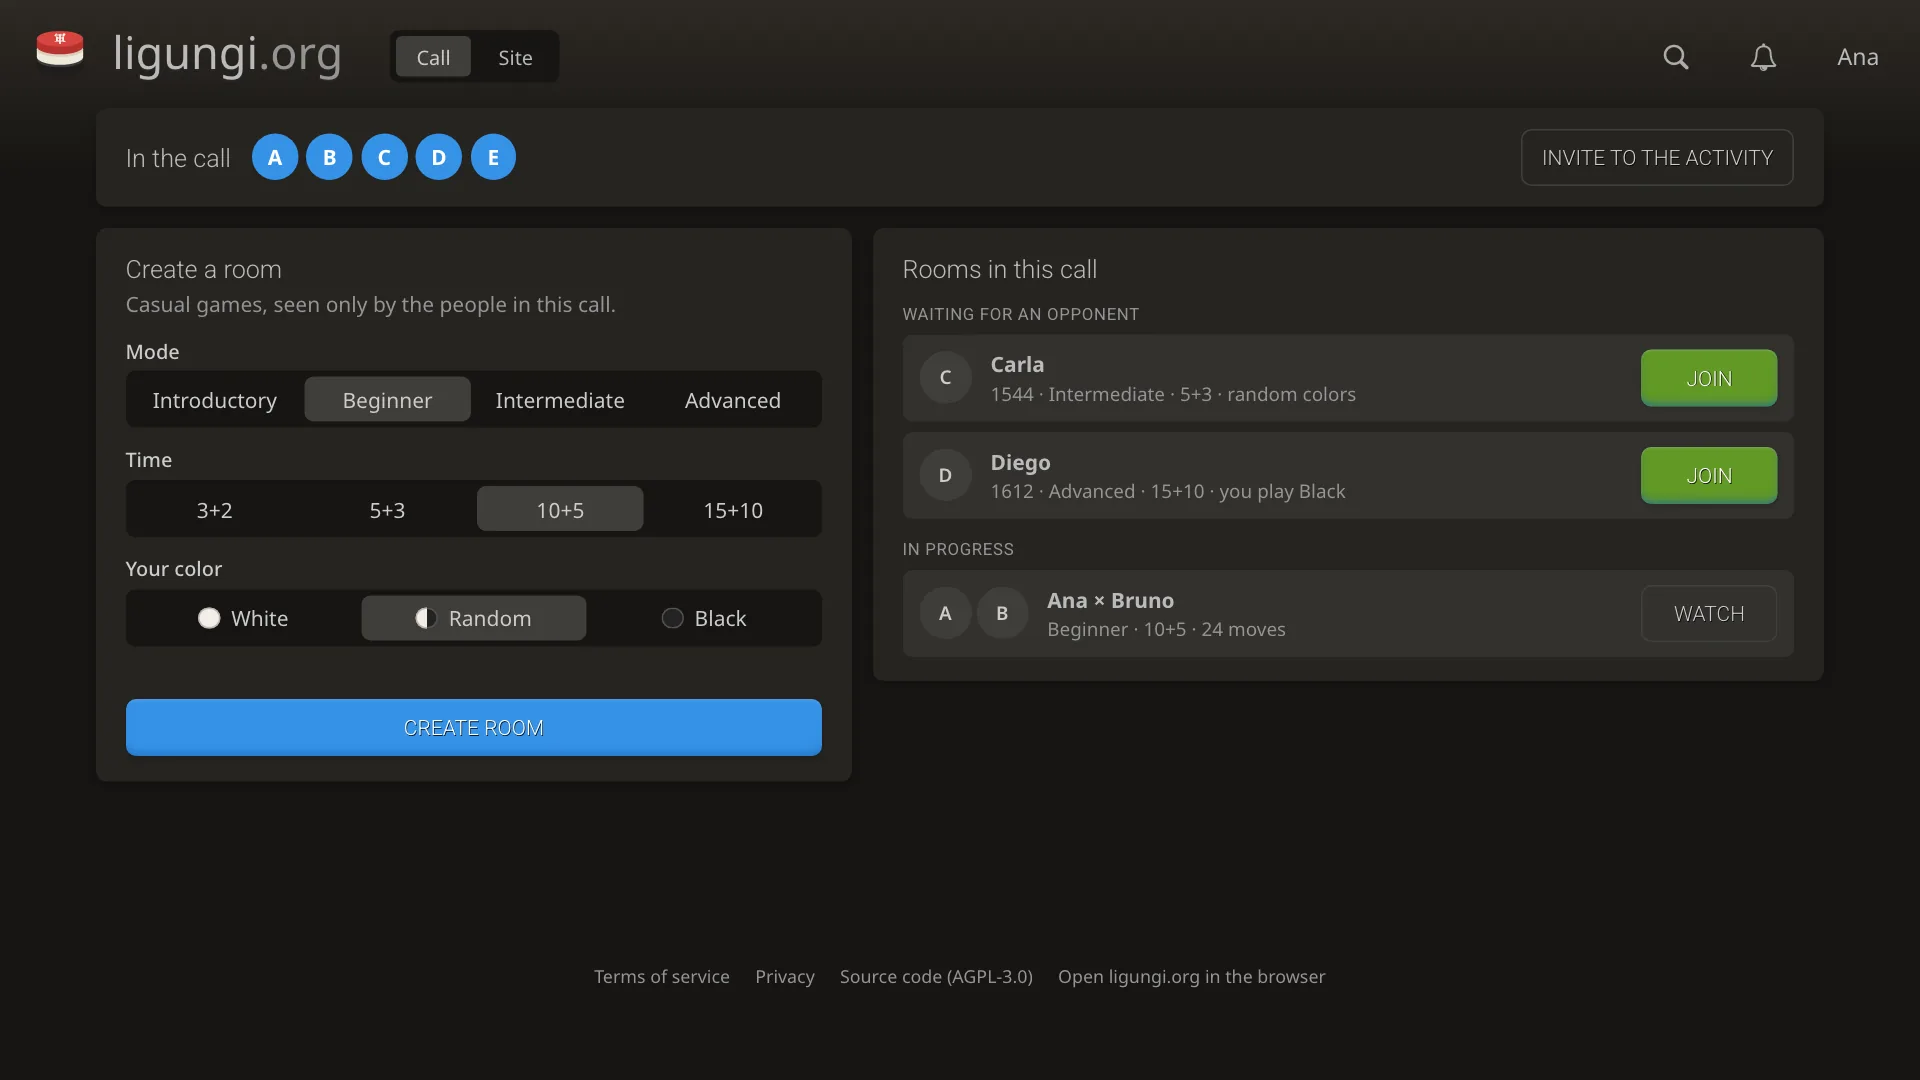 軍
ligungi.org
Call
Site
Ana
In the call
A
B
C
D
E
INVITE TO THE ACTIVITY
Create a room
Casual games, seen only by the people in this call.
Mode
Introductory
Beginner
Intermediate
Advanced
Time
3+2
5+3
10+5
15+10
Your color
White
Random
Black
CREATE ROOM
Rooms in this call
WAITING FOR AN OPPONENT
C
Carla
1544 · Intermediate · 5+3 · random colors
JOIN
D
Diego
1612 · Advanced · 15+10 · you play Black
JOIN
IN PROGRESS
A
B
Ana × Bruno
Beginner · 10+5 · 24 moves
WATCH
Terms of service
Privacy
Source code (AGPL-3.0)
Open ligungi.org in the browser